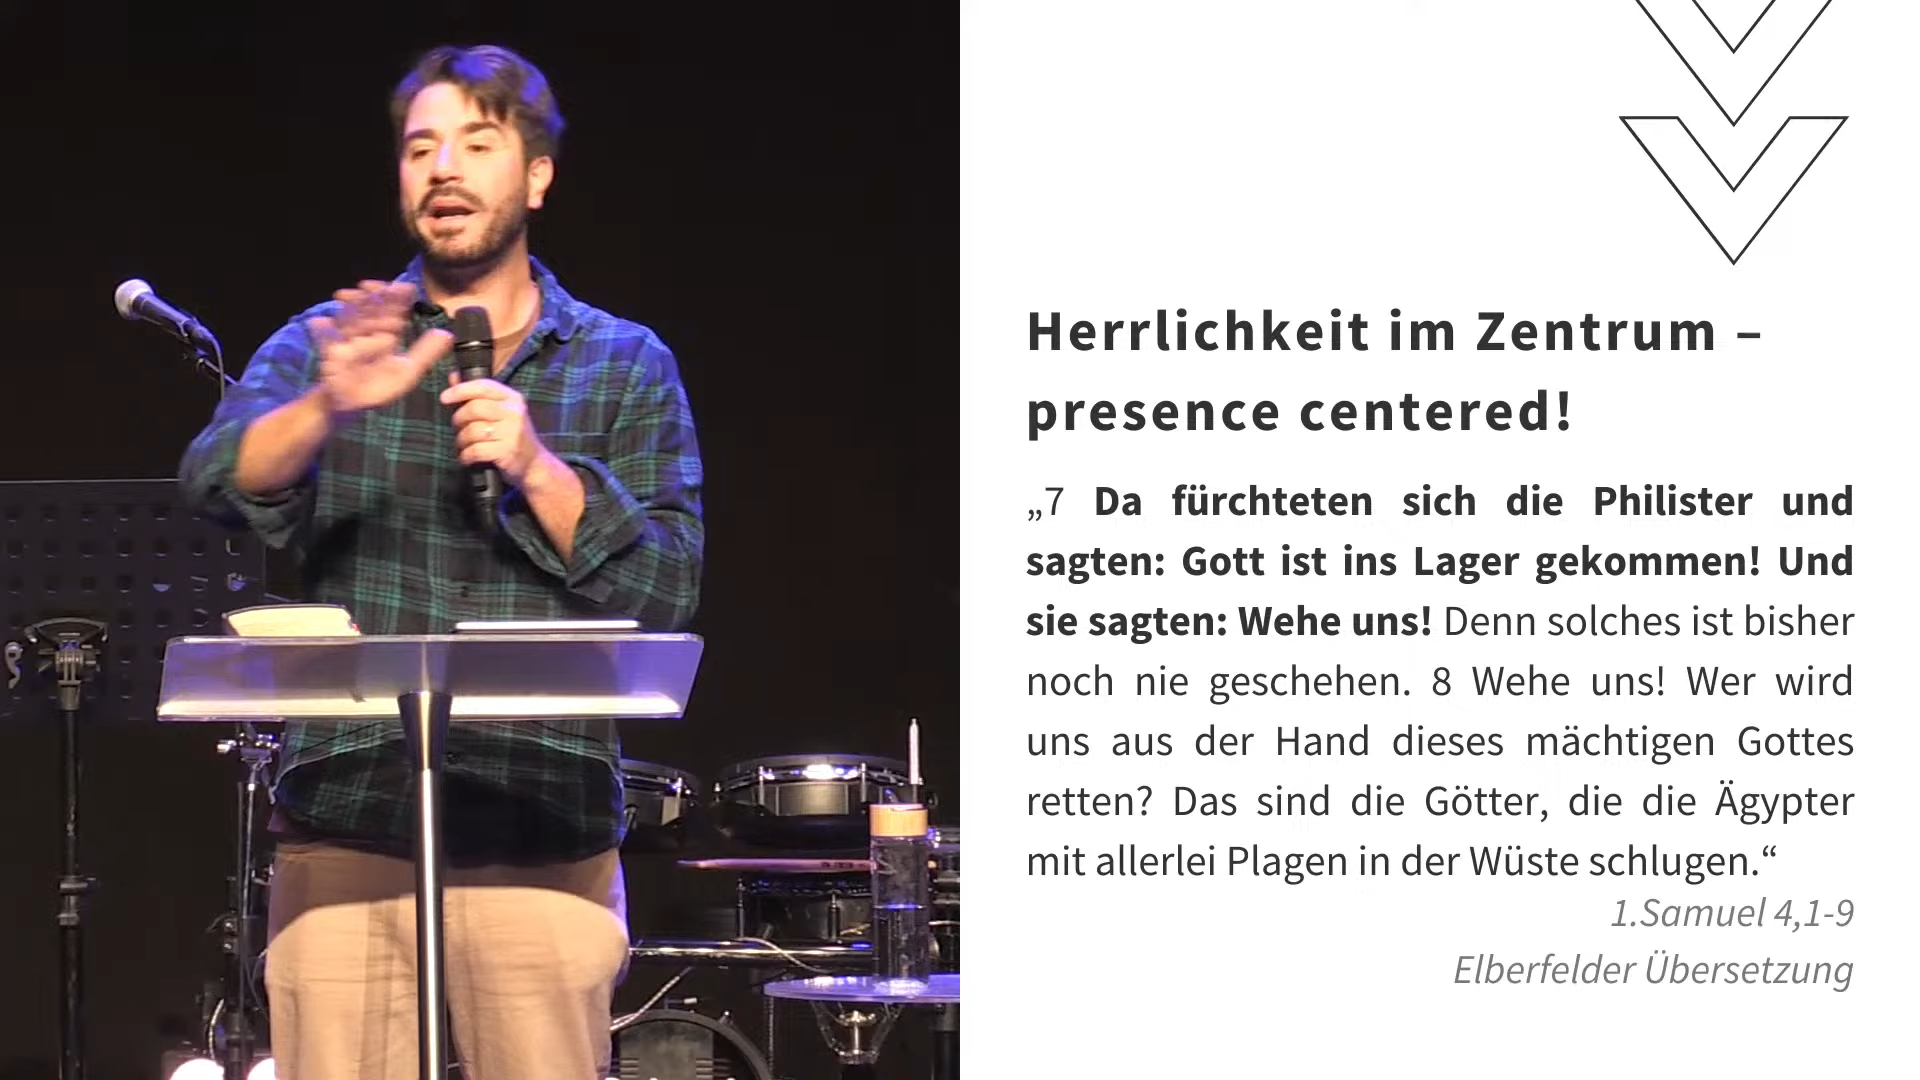 Herrlichkeit im Zentrum –
presence centered!
„7 Da fürchteten sich die Philister und
sagten: Gott ist ins Lager gekommen! Und
sie sagten: Wehe uns! Denn solches ist bisher
noch nie geschehen. 8 Wehe uns! Wer wird
uns aus der Hand dieses mächtigen Gottes
retten? Das sind die Götter, die die Ägypter
mit allerlei Plagen in der Wüste schlugen.“
1.Samuel 4,1-9
Elberfelder Übersetzung